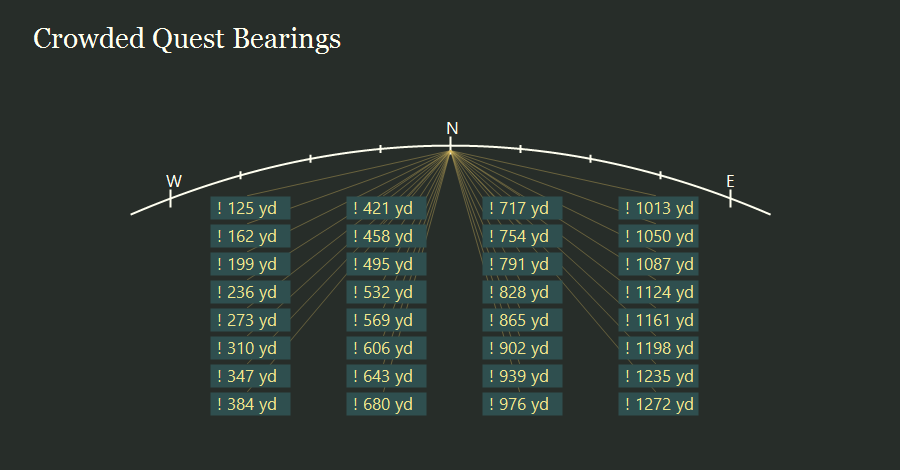 Crowded Quest Bearings
N
W
E
! 125 yd
! 421 yd
! 717 yd
! 1013 yd
! 162 yd
! 458 yd
! 754 yd
! 1050 yd
! 199 yd
! 495 yd
! 791 yd
! 1087 yd
! 236 yd
! 532 yd
! 828 yd
! 1124 yd
! 273 yd
! 569 yd
! 865 yd
! 1161 yd
! 310 yd
! 606 yd
! 902 yd
! 1198 yd
! 347 yd
! 643 yd
! 939 yd
! 1235 yd
! 384 yd
! 680 yd
! 976 yd
! 1272 yd